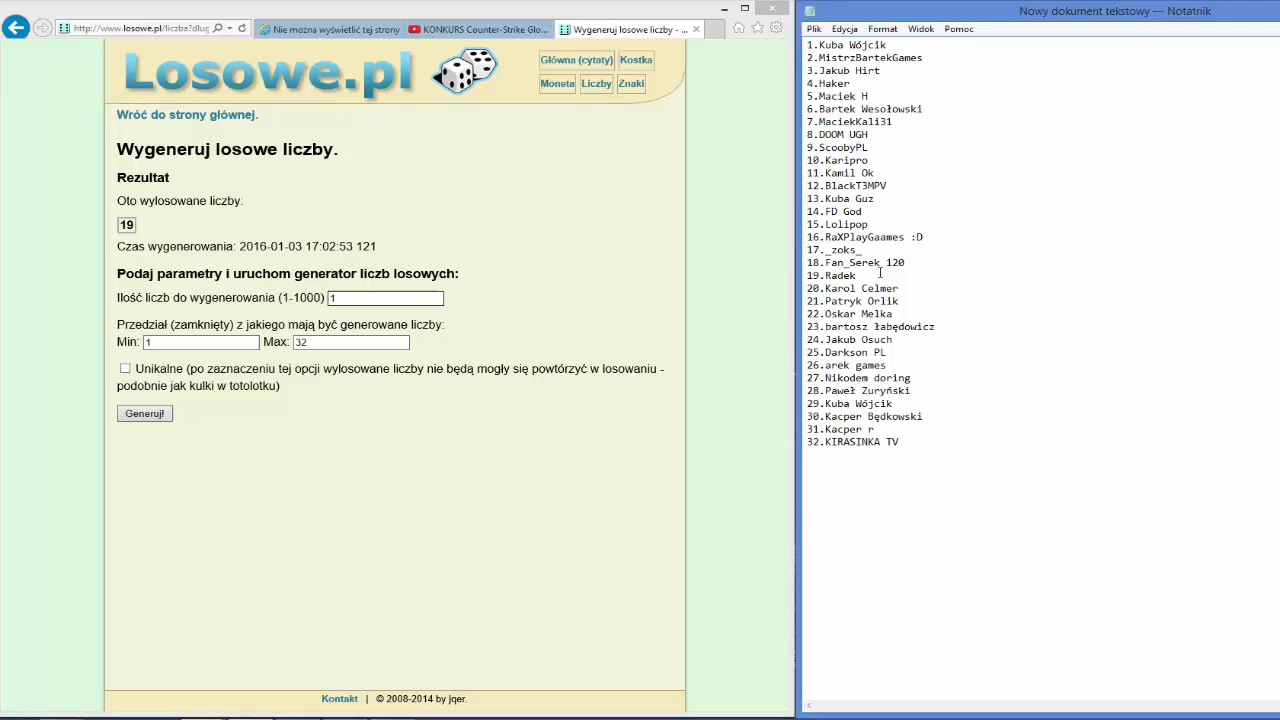 http://www.losowe.pl/liczba?dług
Nie można wyświetlić tej strony
KONKURS Counter-Strike Glo...
Wygeneruj losowe liczby - ...
Losowe.pl
Główna (cytaty)
Kostka
Moneta
Liczby
Znaki
Wróć do strony głównej.
Wygeneruj losowe liczby.
Rezultat
Oto wylosowane liczby:
19
Czas wygenerowania: 2016-01-03 17:02:53 121
Podaj parametry i uruchom generator liczb losowych:
Ilość liczb do wygenerowania (1-1000) 1
Przedział (zamknięty) z jakiego mają być generowane liczby:
Min: 1 Max: 32
Unikalne (po zaznaczeniu tej opcji wylosowane liczby nie będą mogły się powtórzyć w losowaniu -
podobnie jak kulki w totolotku)
Generuj!
Kontakt | © 2008-2014 by jqer.
Nowy dokument tekstowy — Notatnik
Plik Edycja Format Widok Pomoc
1.Kuba Wójcik
2.MistrzBartekGames
3.Jakub Hirt
4.Haker
5.Maciek H
6.Bartek Wesołowski
7.MaciekKali31
8.DOOM UGH
9.ScoobyPL
10.Karipro
11.Kamil Ok
12.BlackT3MPV
13.Kuba Guz
14.FD God
15.Lolipop
16.RaXPlayGaames :D
17._zoks_
18.Fan_Serek_120
19.Radek
20.Karol Celmer
21.Patryk Orlik
22.Oskar Melka
23.bartosz łabędowicz
24.Jakub Osuch
25.Darkson PL
26.arek games
27.Nikodem doring
28.Paweł Zuryński
29.Kuba Wójcik
30.Kacper Będkowski
31.Kacper r
32.KIRASINKA TV